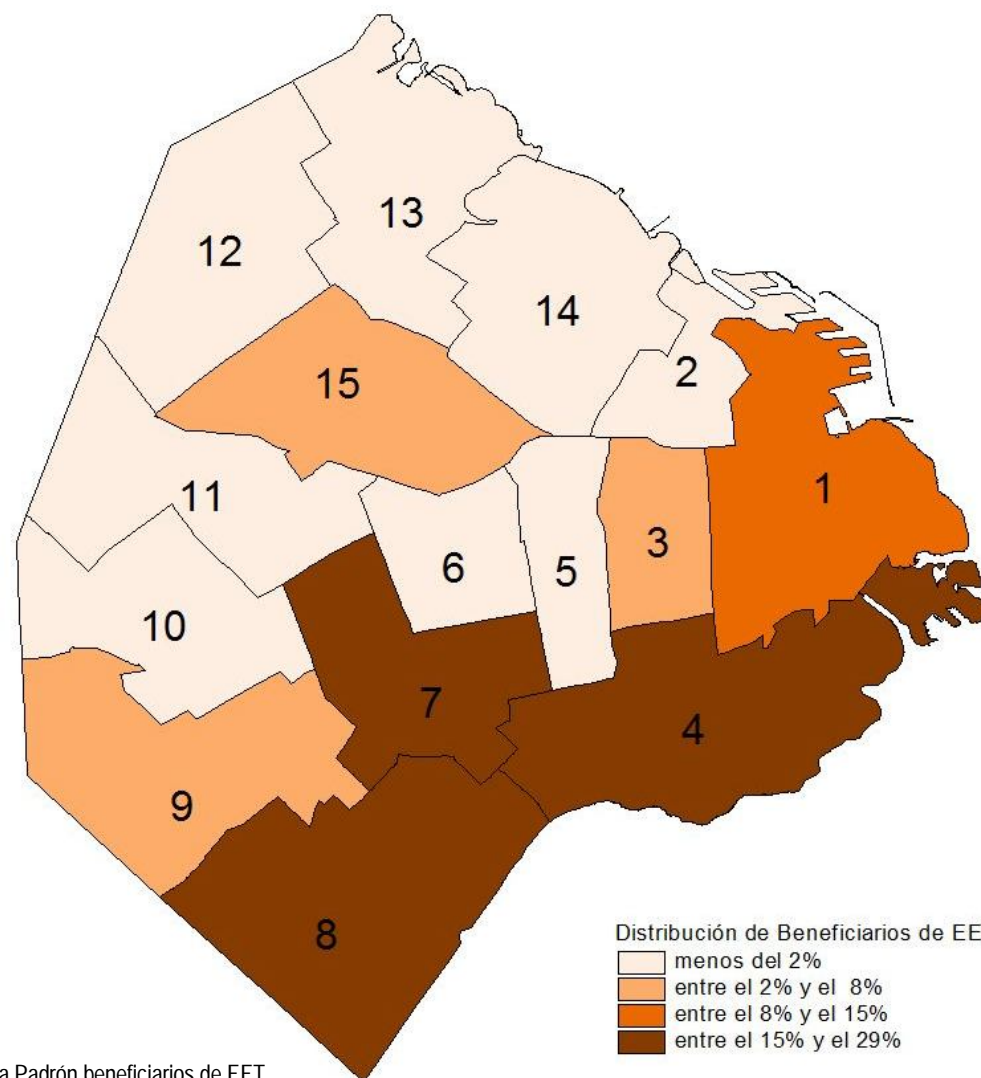 13
12
14
2
15
1
11
3
6
5
10
7
4
9
8
Distribución de Beneficiarios de EE
menos del 2%
entre el 2% y el 8%
entre el 8% y el 15%
entre el 15% y el 29%
a Padrón beneficiarios de EET